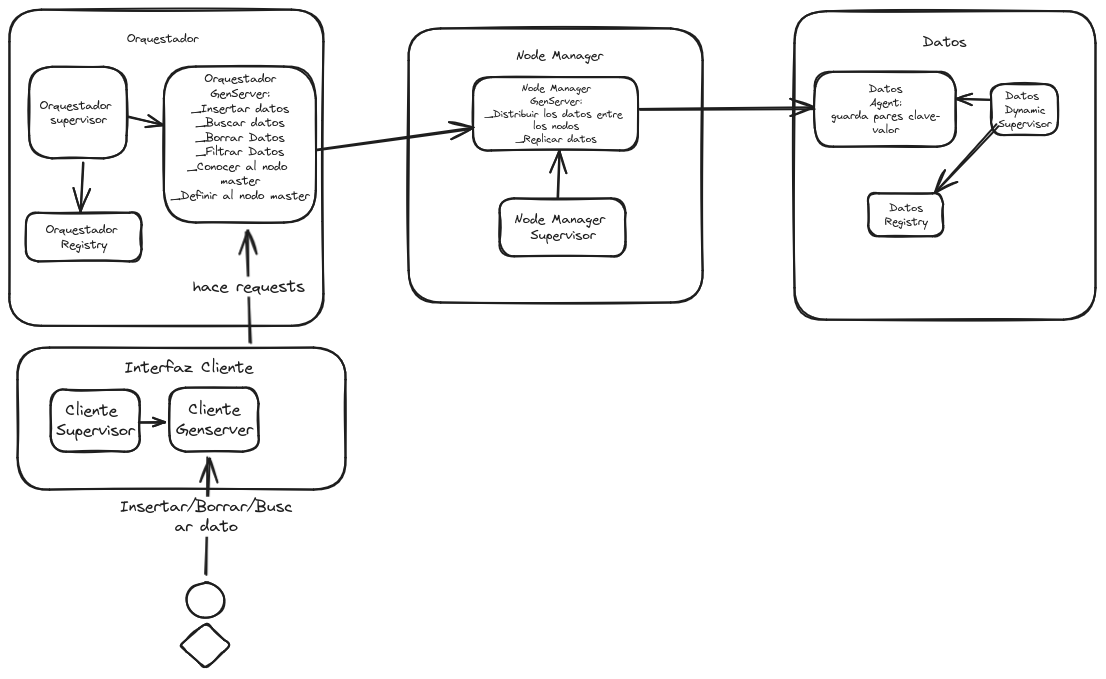 Orquestador
Orquestador
supervisor
Orquestador
GenServer:
_Insertar datos
_Buscar datos
_Borrar Datos
_Filtrar Datos
_Conocer al nodo
master
_Definir al nodo master
Orquestador
Registry
hace requests
Node Manager
Node Manager
GenServer:
_Distribuir los datos entre
los nodos
_Replicar datos
Node Manager
Supervisor
Datos
Datos
Agent:
guarda pares clave-
valor
Datos
Dynamic
Supervisor
Datos
Registry
Interfaz Cliente
Cliente
Supervisor
Cliente
Genserver
Insertar/Borrar/Busc
ar dato